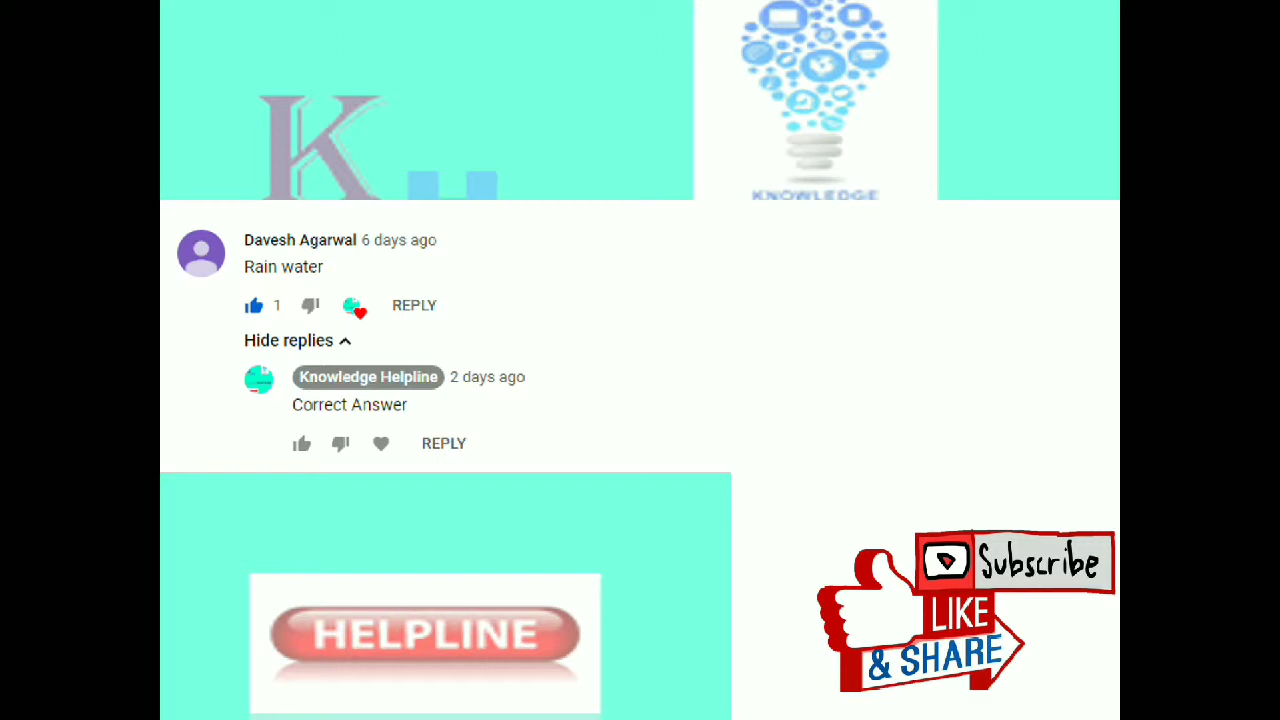 K
KNOWLEDGE
Davesh Agarwal 6 days ago
Rain water
1 REPLY
Hide replies
Knowledge Helpline 2 days ago
Correct Answer
REPLY
Subscribe
LIKE
& SHARE
HELPLINE